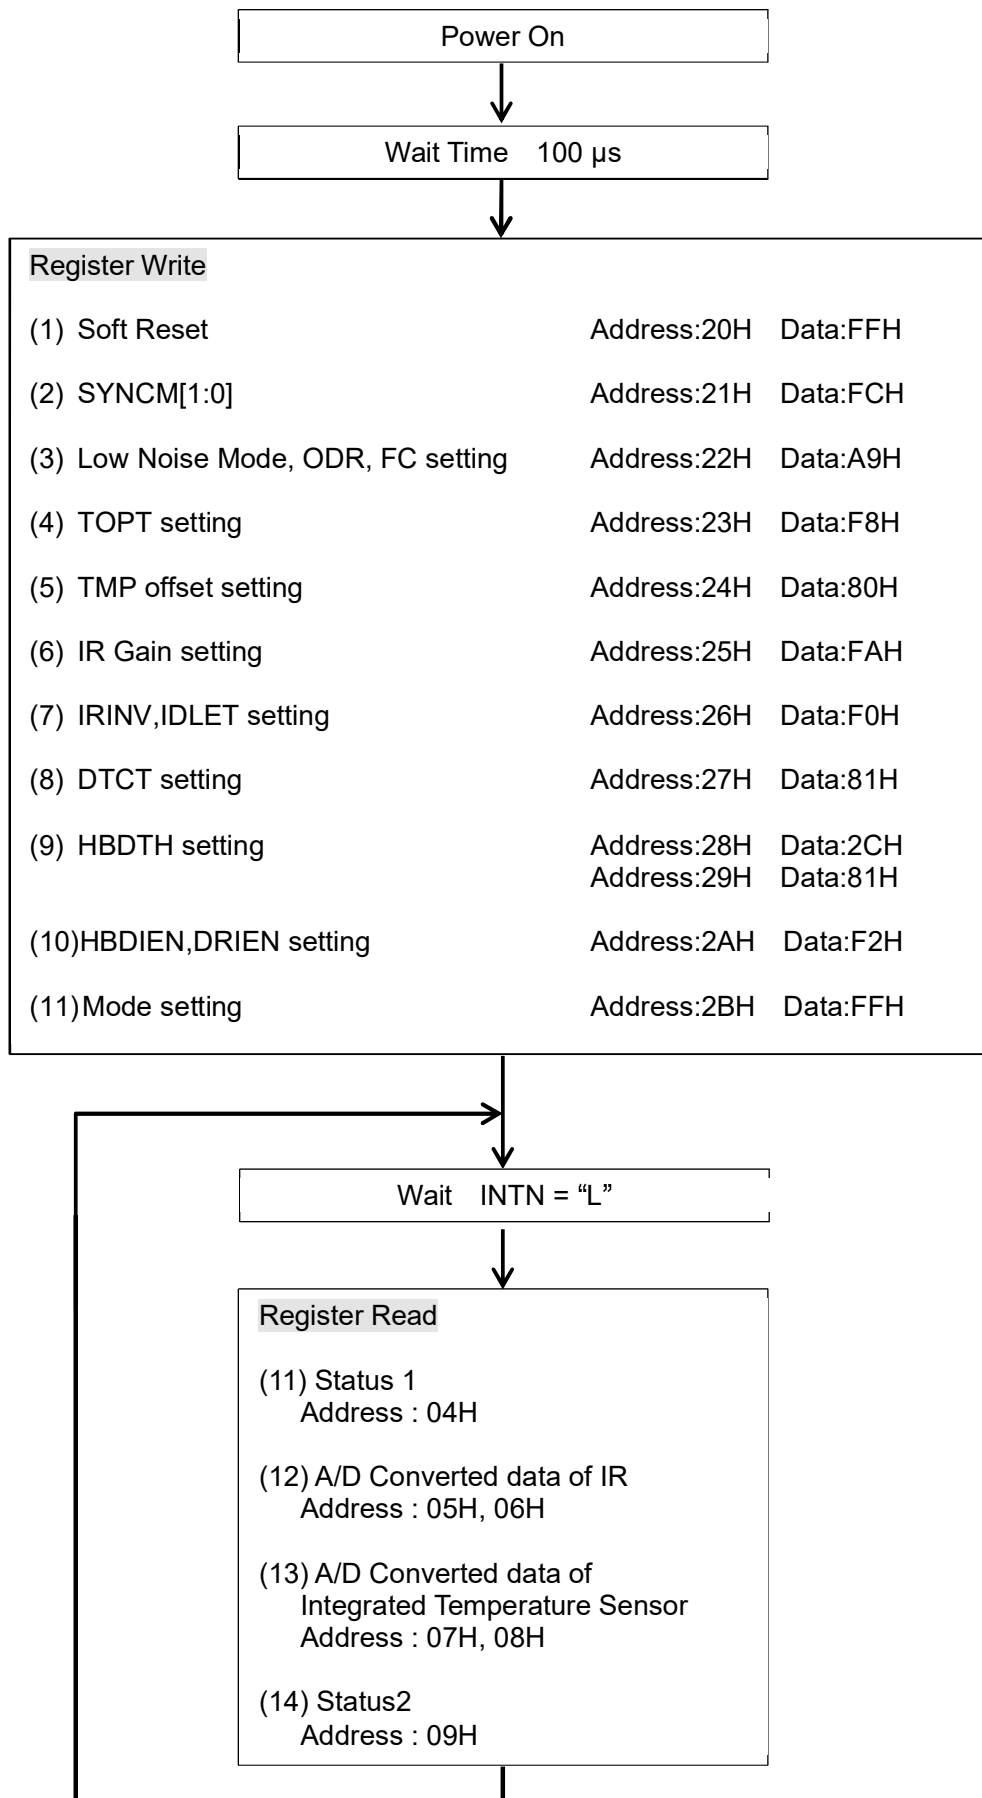 Power On
Wait Time 100 µs
Register Write
(1) Soft Reset Address:20H Data:FFH
(2) SYNCM[1:0] Address:21H Data:FCH
(3) Low Noise Mode, ODR, FC setting Address:22H Data:A9H
(4) TOPT setting Address:23H Data:F8H
(5) TMP offset setting Address:24H Data:80H
(6) IR Gain setting Address:25H Data:FAH
(7) IRINV,IDLET setting Address:26H Data:F0H
(8) DTCT setting Address:27H Data:81H
(9) HBDTH setting Address:28H Data:2CH
Address:29H Data:81H
(10)HBDIEN,DRIEN setting Address:2AH Data:F2H
(11)Mode setting Address:2BH Data:FFH
Wait INTN = “L”
Register Read
(11) Status 1
Address : 04H
(12) A/D Converted data of IR
Address : 05H, 06H
(13) A/D Converted data of
Integrated Temperature Sensor
Address : 07H, 08H
(14) Status2
Address : 09H